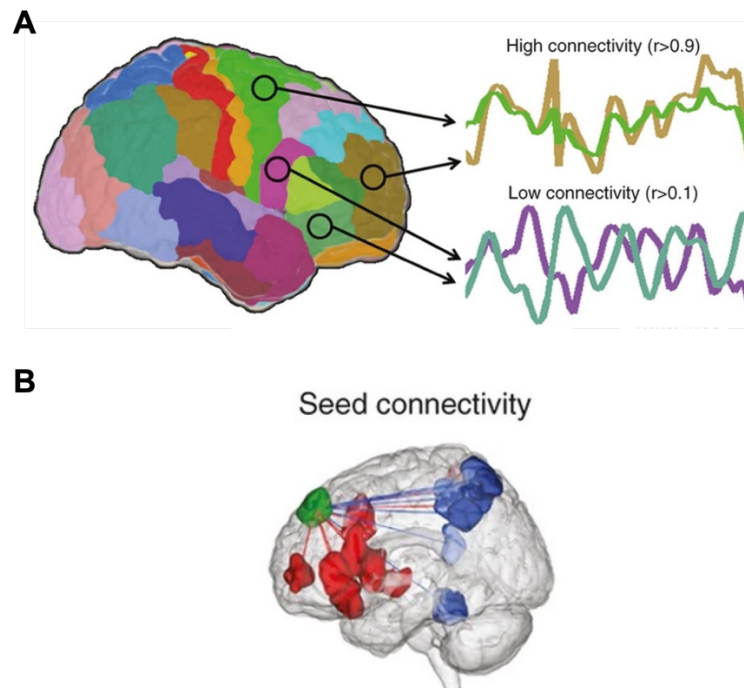 A
High connectivity (r>0.9)
Low connectivity (r>0.1)
B
Seed connectivity